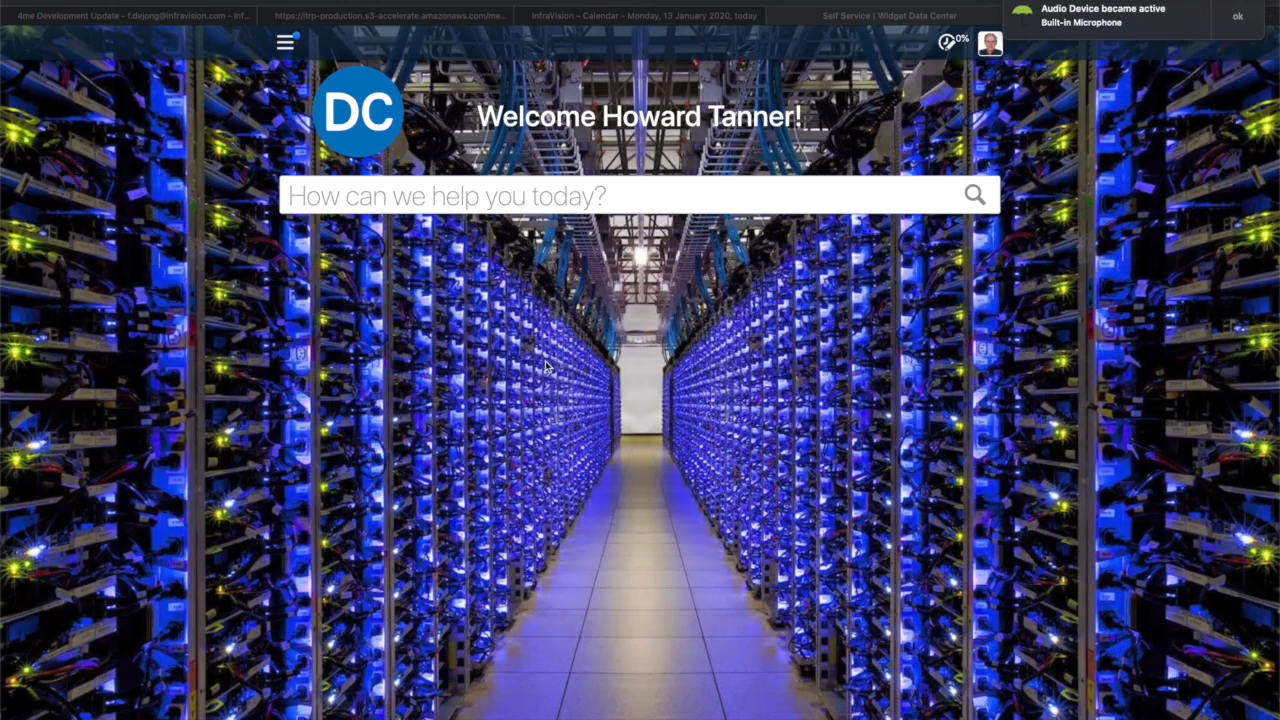 4me Development Update - f.dejong@infravision.com - Inf...
https://itrp-production.s3-accelerate.amazonaws.com/me...
InfraVision – Calendar – Monday, 13 January 2020, today
Self Service | Widget Data Center
Audio Device became active
Built-in Microphone
ok
0%
DC
Welcome Howard Tanner!
How can we help you today?